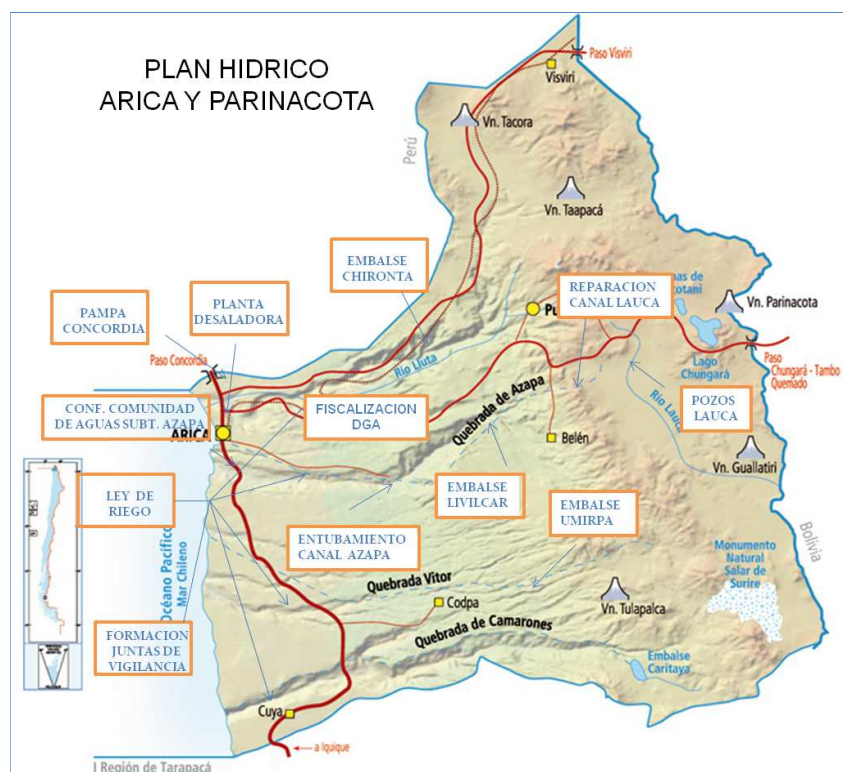 PLAN HIDRICO
ARICA Y PARINACOTA
Paso Visviri
Visviri
Vn. Tacora
Perú
Vn. Taapacá
EMBALSE
CHIRONTA
REPARACION
CANAL LAUCA
PAMPA
CONCORDIA
PLANTA
DESALADORA
Vn. Parinacota
Paso Concordia
Río Lluta
Lago
Chungará
Paso
Chungará - Tambo
Quemado
CONF. COMUNIDAD
DE AGUAS SUBT. AZAPA
ARICA
FISCALIZACION
DGA
Quebrada de Azapa
POZOS
LAUCA
Río Lauca
Belén
Vn. Guallatiri
LEY DE
RIEGO
EMBALSE
LIVILCAR
EMBALSE
UMIRPA
ENTUBAMIENTO
CANAL AZAPA
Océano Pacífico
Mar Chileno
Bolivia
Monumento
Natural
Salar de
Surire
Quebrada Vitor
Codpa
Vn. Tulapalca
FORMACION
JUNTAS DE
VIGILANCIA
Quebrada de Camarones
Embalse
Caritaya
Cuya
a Iquique
I Región de Tarapacá